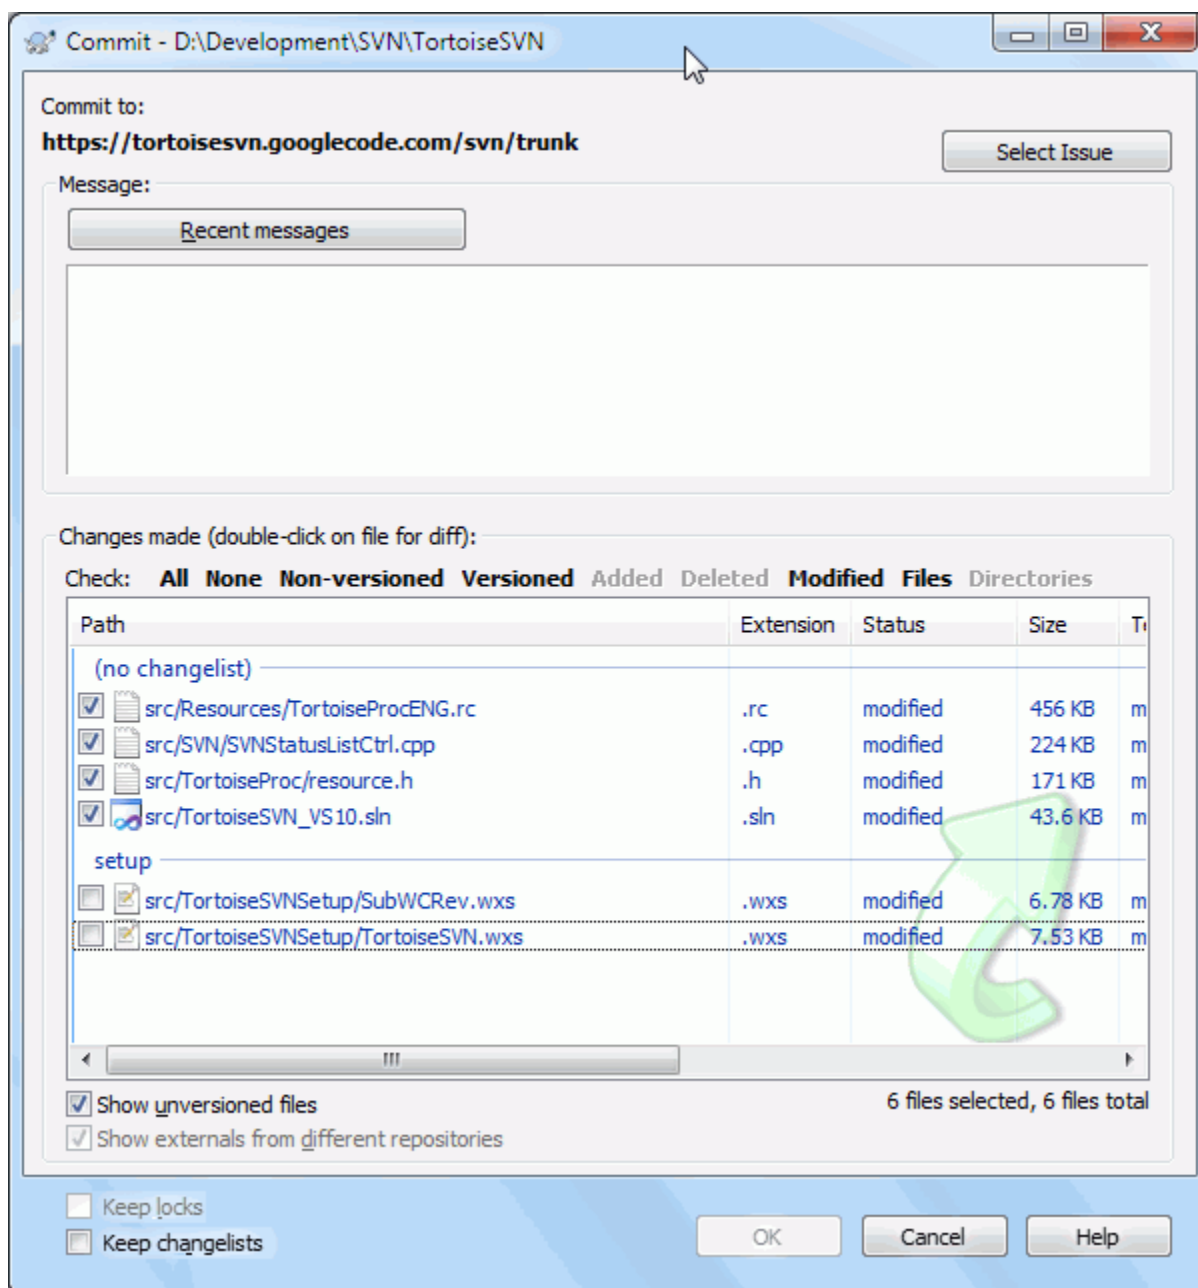 Commit - D:\Development\SVN\TortoiseSVN
Commit to:
https://tortoisesvn.googlecode.com/svn/trunk
Select Issue
Message:
Recent messages
Changes made (double-click on file for diff):
Check: All None Non-versioned Versioned Added Deleted Modified Files Directories
Path Extension Status Size
(no changelist)
src/Resources/TortoiseProcENG.rc .rc modified 456 KB m
src/SVN/SVNStatusListCtrl.cpp .cpp modified 224 KB m
src/TortoiseProc/resource.h .h modified 171 KB m
src/TortoiseSVN_VS10.sln .sln modified 43.6 KB m
setup
src/TortoiseSVNSetup/SubWCRev.wxs .wxs modified 6.78 KB m
src/TortoiseSVNSetup/TortoiseSVN.wxs .wxs modified 7.53 KB m
Show unversioned files
6 files selected, 6 files total
Show externals from different repositories
Keep locks
Keep changelists
OK Cancel Help